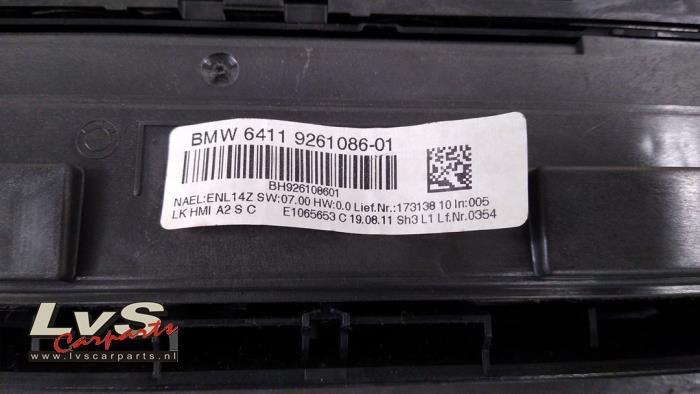 BMW 6411 9261086-01
BH926108601
NAEL:ENL14Z SW:07.00 HW:0.0 Lief.Nr.:173138 10 In:005
LK HMI A2 S C E1065653 C 19.08.11 Sh3 L1 Lf.Nr.0354
LvS
Carparts
www.lvscarparts.nl